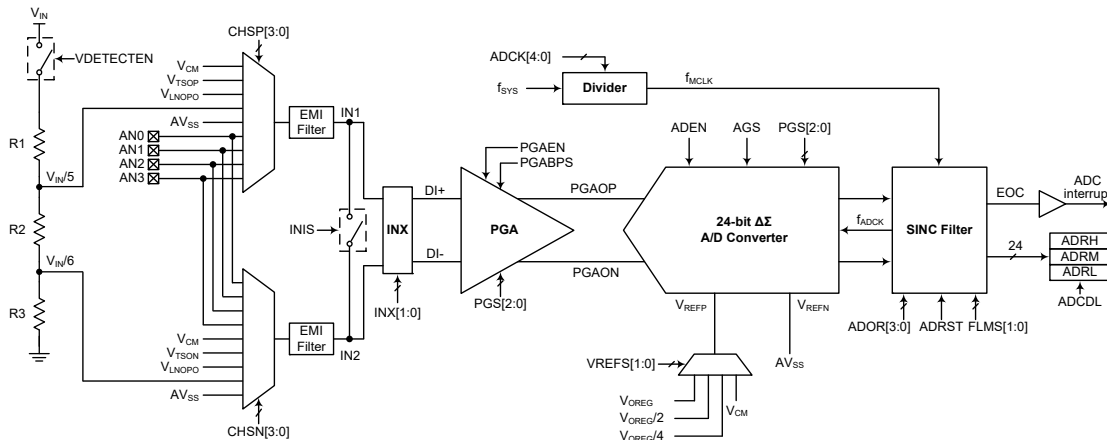 VIN
VDETECTEN
R1
VIN/5
R2
VIN/6
R3
CHSP[3:0]
VCM
VTSOP
VLNOPO
AVSS
AN0
AN1
AN2
AN3
EMI
Filter
IN1
INIS
INX
INX[1:0]
VCM
VTSON
VLNOPO
AVSS
CHSN[3:0]
EMI
Filter
IN2
DI+
DI-
PGAEN
PGABPS
PGA
PGS[2:0]
PGAOP
PGAON
ADCK[4:0]
fSYS
Divider
fMCLK
ADEN
AGS
PGS[2:0]
24-bit ΔΣ
A/D Converter
VREFP
VREFN
AVSS
VREFS[1:0]
VOREG
VOREG/2
VOREG/4
VCM
fADCK
SINC Filter
ADOR[3:0]
ADRST
FLMS[1:0]
EOC
ADC
interrup
24
ADRH
ADRM
ADRL
ADCDL